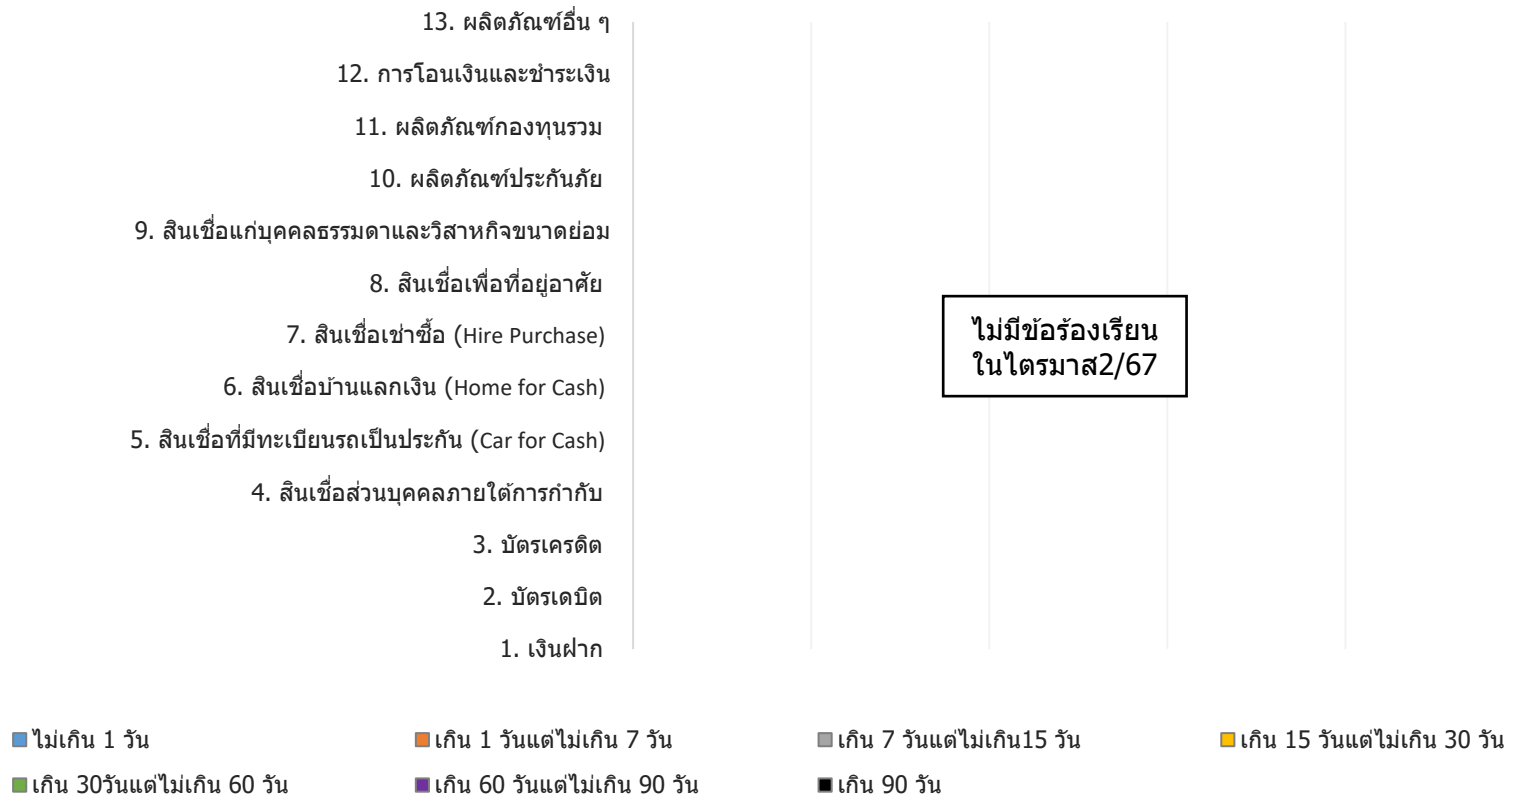 13. ผลิตภัณฑ์อื่น ๆ
12. การโอนเงินและชำระเงิน
11. ผลิตภัณฑ์กองทุนรวม
10. ผลิตภัณฑ์ประกันภัย
9. สินเชื่อแก่บุคคลธรรมดาและวิสาหกิจขนาดย่อม
8. สินเชื่อเพื่อที่อยู่อาศัย
7. สินเชื่อเช่าซื้อ (Hire Purchase)
6. สินเชื่อบ้านแลกเงิน (Home for Cash)
5. สินเชื่อที่มีทะเบียนรถเป็นประกัน (Car for Cash)
4. สินเชื่อส่วนบุคคลภายใต้การกำกับ
3. บัตรเครดิต
2. บัตรเดบิต
1. เงินฝาก
ไม่มีข้อร้องเรียน
ในไตรมาส2/67
ไม่เกิน 1 วัน
เกิน 1 วันแต่ไม่เกิน 7 วัน
เกิน 7 วันแต่ไม่เกิน15 วัน
เกิน 15 วันแต่ไม่เกิน 30 วัน
เกิน 30วันแต่ไม่เกิน 60 วัน
เกิน 60 วันแต่ไม่เกิน 90 วัน
เกิน 90 วัน